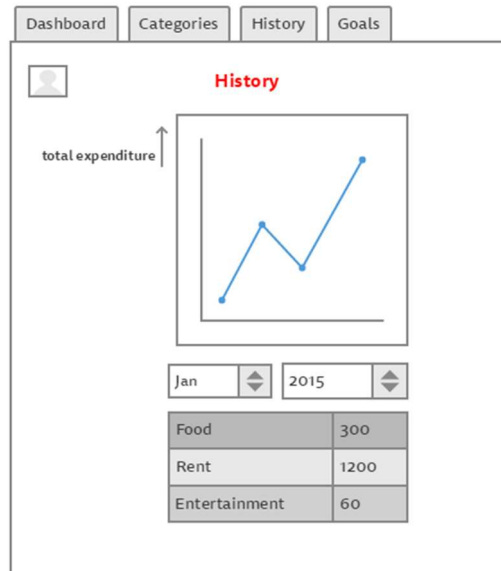 Dashboard Categories History Goals
History
total expenditure
Jan 2015
Food 300
Rent 1200
Entertainment 60